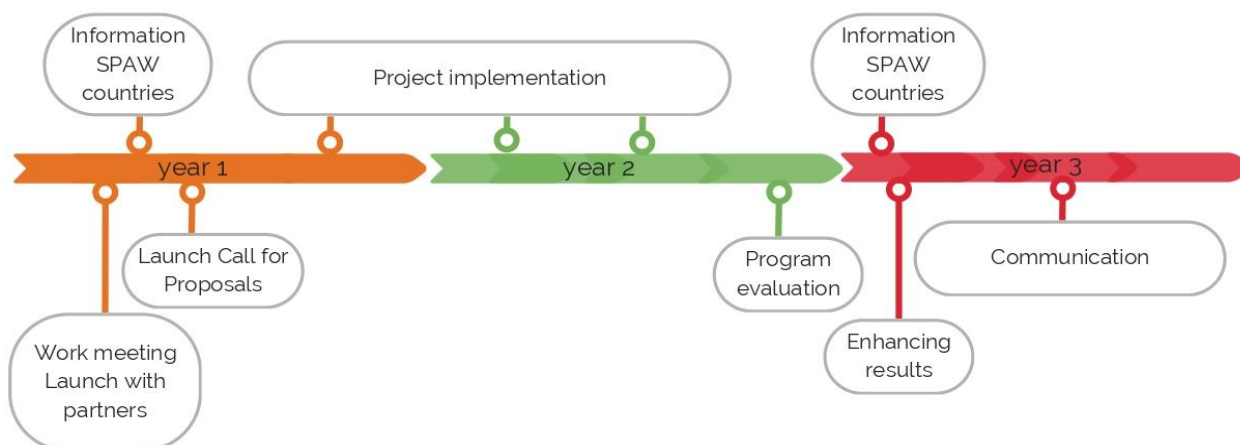 Information
SPAW
countries
Project implementation
Information
SPAW
countries
year 1
year 2
year 3
Launch Call for
Proposals
Program
evaluation
Communication
Work meeting
Launch with
partners
Enhancing
results